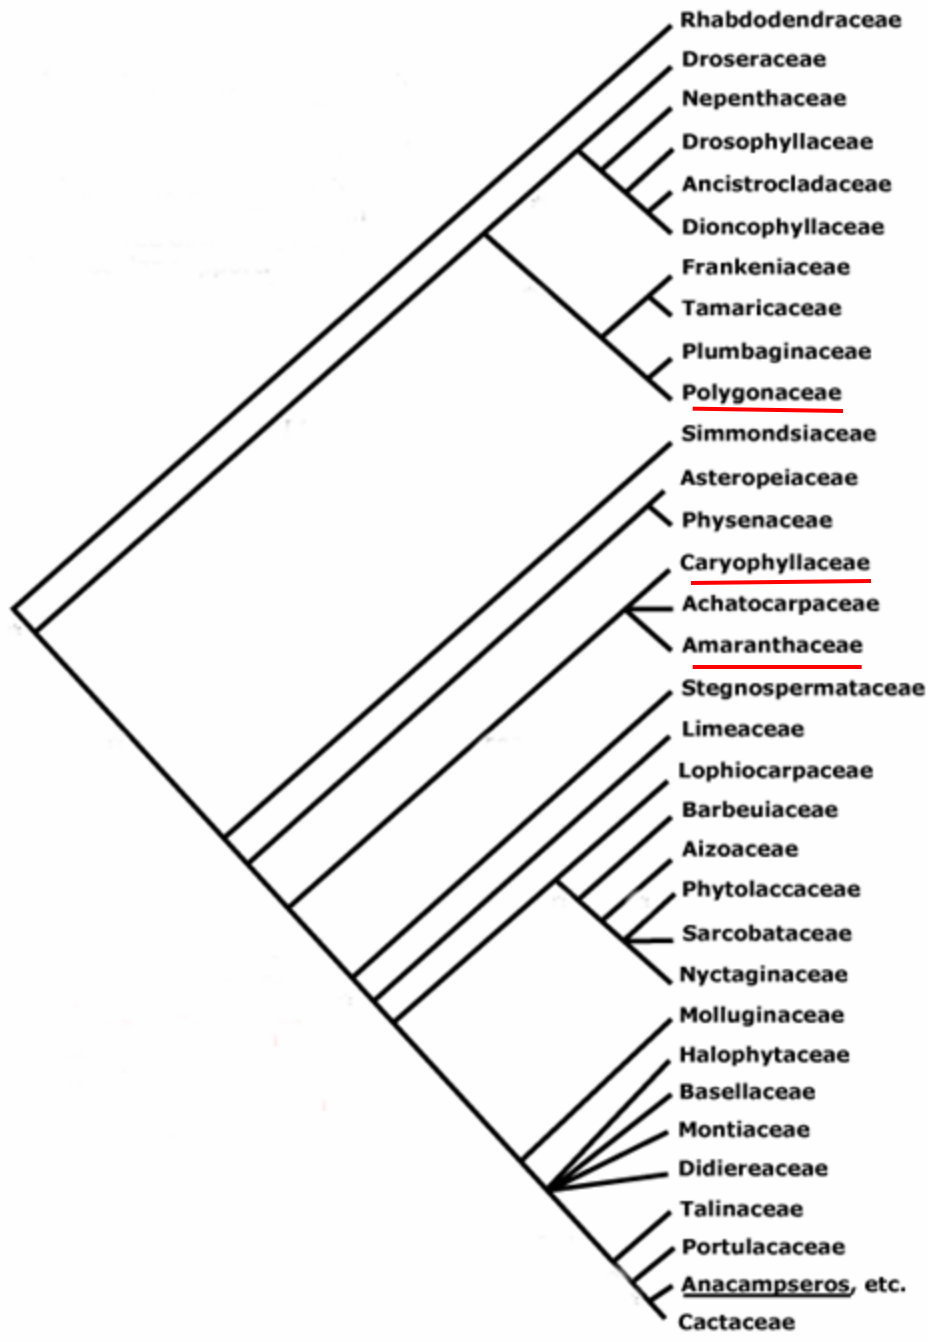 Rhabdodendraceae
Droseraceae
Nepenthaceae
Drosophyllaceae
Ancistrocladaceae
Dioncophyllaceae
Frankeniaceae
Tamaricaceae
Plumbaginaceae
Polygonaceae
Simmondsiaceae
Asteropeiaceae
Physenaceae
Caryophyllaceae
Achatocarpaceae
Amaranthaceae
Stegnospermataceae
Limeaceae
Lophiocarpaceae
Barbeuiaceae
Aizoaceae
Phytolaccaceae
Sarcobataceae
Nyctaginaceae
Molluginaceae
Halophytaceae
Basellaceae
Montiaceae
Didiereaceae
Talinaceae
Portulacaceae
Anacampseros, etc.
Cactaceae